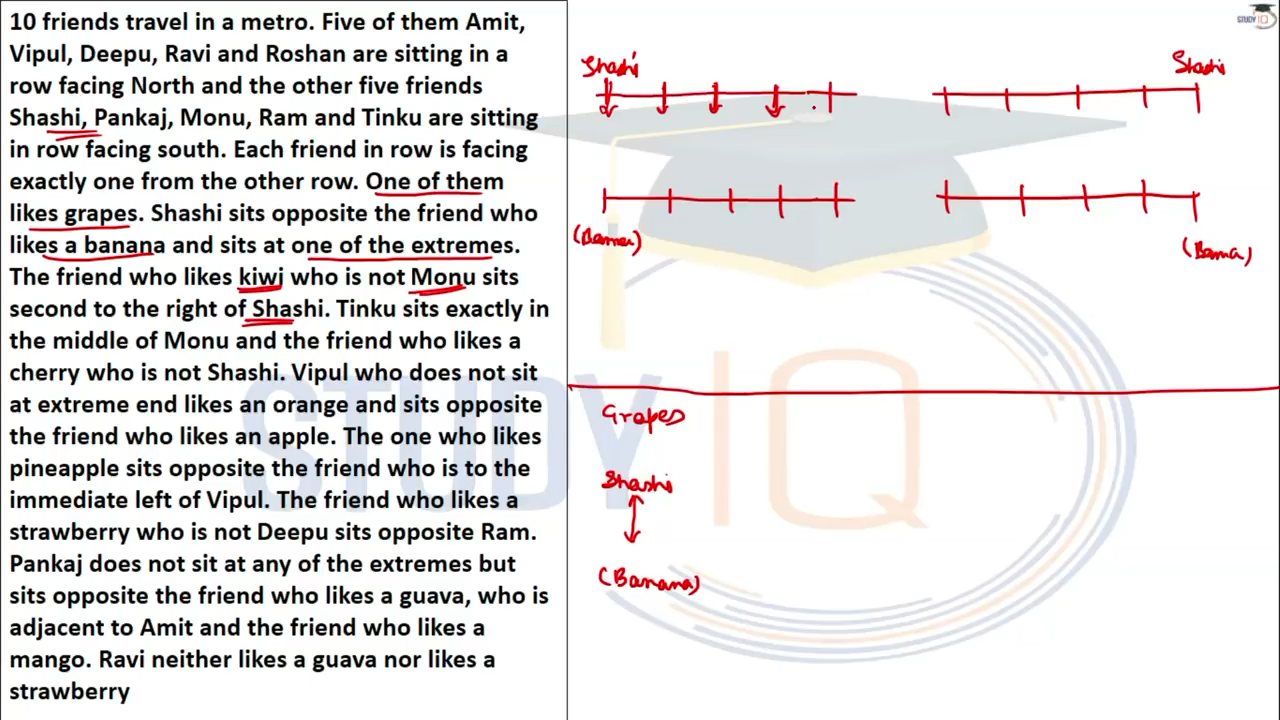 10 friends travel in a metro. Five of them Amit,
Vipul, Deepu, Ravi and Roshan are sitting in a
row facing North and the other five friends
Shashi, Pankaj, Monu, Ram and Tinku are sitting
in row facing south. Each friend in row is facing
exactly one from the other row. One of them
likes grapes. Shashi sits opposite the friend who
likes a banana and sits at one of the extremes.
The friend who likes kiwi who is not Monu sits
second to the right of Shashi. Tinku sits exactly in
the middle of Monu and the friend who likes a
cherry who is not Shashi. Vipul who does not sit
at extreme end likes an orange and sits opposite
the friend who likes an apple. The one who likes
pineapple sits opposite the friend who is to the
immediate left of Vipul. The friend who likes a
strawberry who is not Deepu sits opposite Ram.
Pankaj does not sit at any of the extremes but
sits opposite the friend who likes a guava, who is
adjacent to Amit and the friend who likes a
mango. Ravi neither likes a guava nor likes a
strawberry
Shashi
Shashi
Grapes
Shashi
(Banana)
STUDY IQ
STUDY IQ